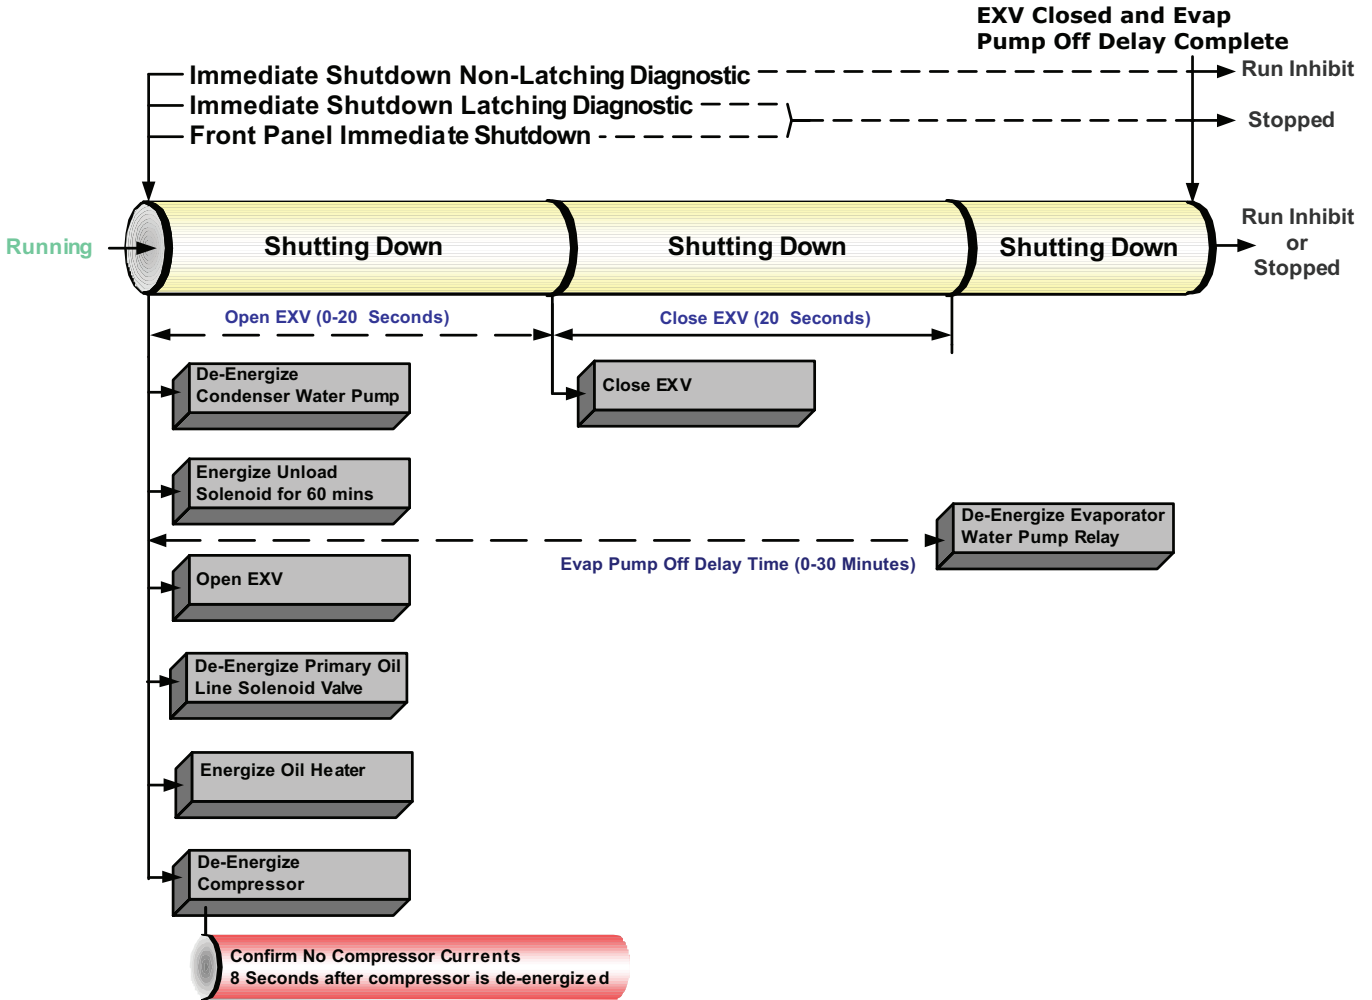 EXV Closed and Evap
Pump Off Delay Complete
Immediate Shutdown Non-Latching Diagnostic
Run Inhibit
Immediate Shutdown Latching Diagnostic
Stopped
Front Panel Immediate Shutdown
Running
Shutting Down
Shutting Down
Shutting Down
Run Inhibit
or
Stopped
Open EXV (0-20 Seconds)
Close EXV (20 Seconds)
De-Energize
Condenser Water Pump
Close EXV
Energize Unload
Solenoid for 60 mins
De-Energize Evaporator
Water Pump Relay
Evap Pump Off Delay Time (0-30 Minutes)
Open EXV
De-Energize Primary Oil
Line Solenoid Valve
Energize Oil Heater
De-Energize
Compressor
Confirm No Compressor Currents
8 Seconds after compressor is de-energized